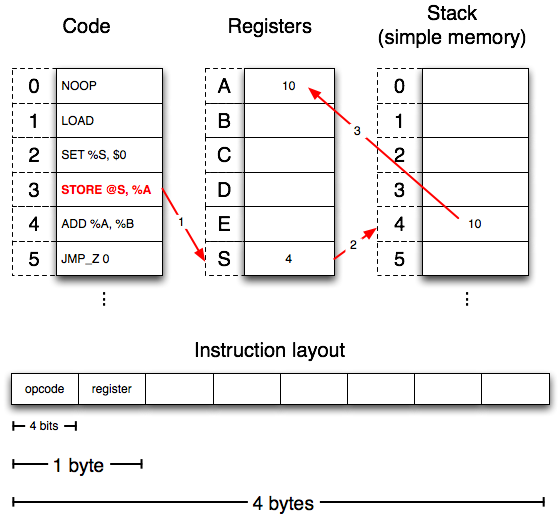 Code
Registers
Stack
(simple memory)
0
NOOP
1
LOAD
2
SET %S, $0
3
STORE @S, %A
4
ADD %A, %B
5
JMP_Z 0
⋮
A
10
B
C
D
E
S
4
0
1
2
3
4
10
5
⋮
1
2
3
Instruction layout
opcode
register
4 bits
1 byte
4 bytes